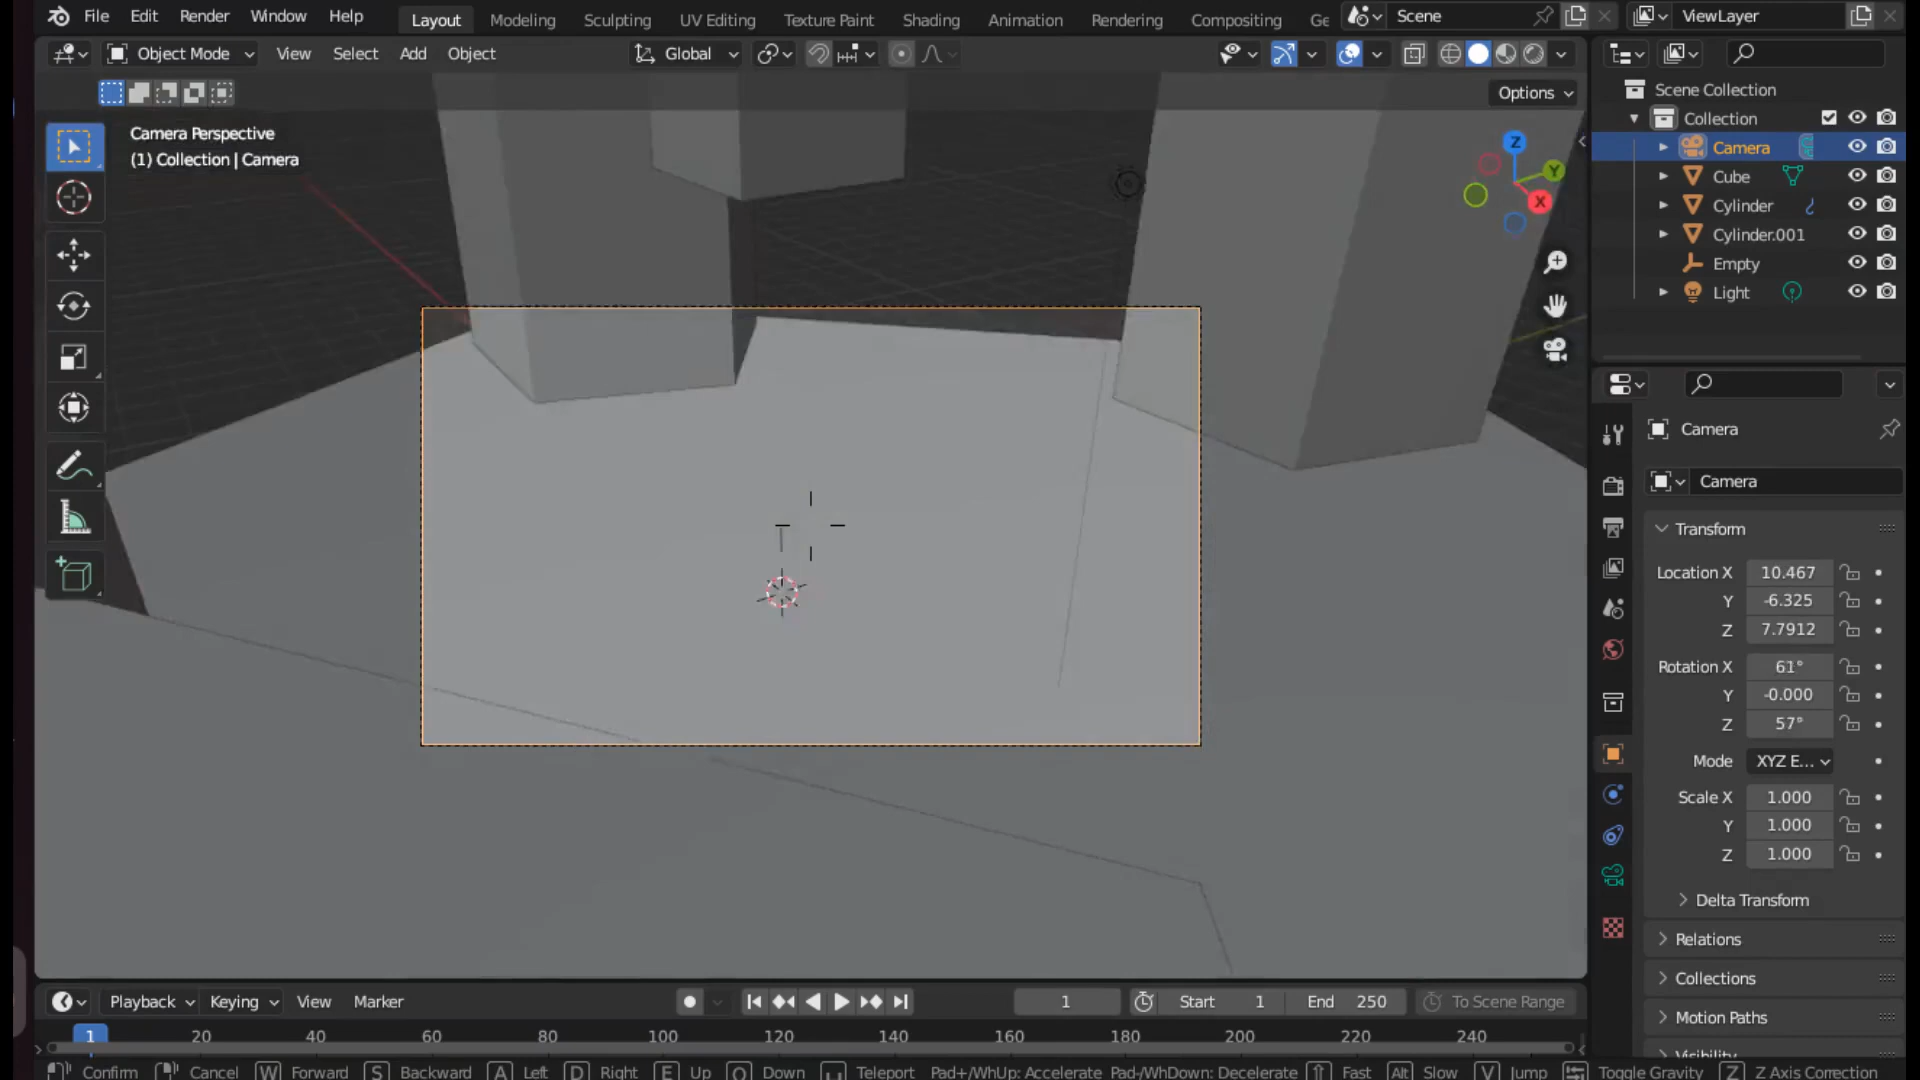 File Edit Render Window Help Layout Modeling Sculpting UV Editing Texture Paint Shading Animation Rendering Compositing Ge Scene ViewLayer
Object Mode View Select Add Object Global
Options
Camera Perspective
(1) Collection | Camera
Z
Y
X
Scene Collection
Collection
Camera
Cube
Cylinder
Cylinder.001
Empty
Light
Camera
Camera
Transform
Location X 10.467
Y -6.325
Z 7.7912
Rotation X 61°
Y -0.000
Z 57°
Mode XYZ E...
Scale X 1.000
Y 1.000
Z 1.000
Delta Transform
Relations
Collections
Motion Paths
Visibility
Playback Keying View Marker 1 Start 1 End 250 To Scene Range
1 20 40 60 80 100 120 140 160 180 200 220 240
Confirm Cancel W Forward S Backward A Left D Right E Up Q Down Teleport Pad+/WhUp: Accelerate Pad-/WhDown: Decelerate Fast Alt Slow V Jump Toggle Gravity Z Z Axis Correction